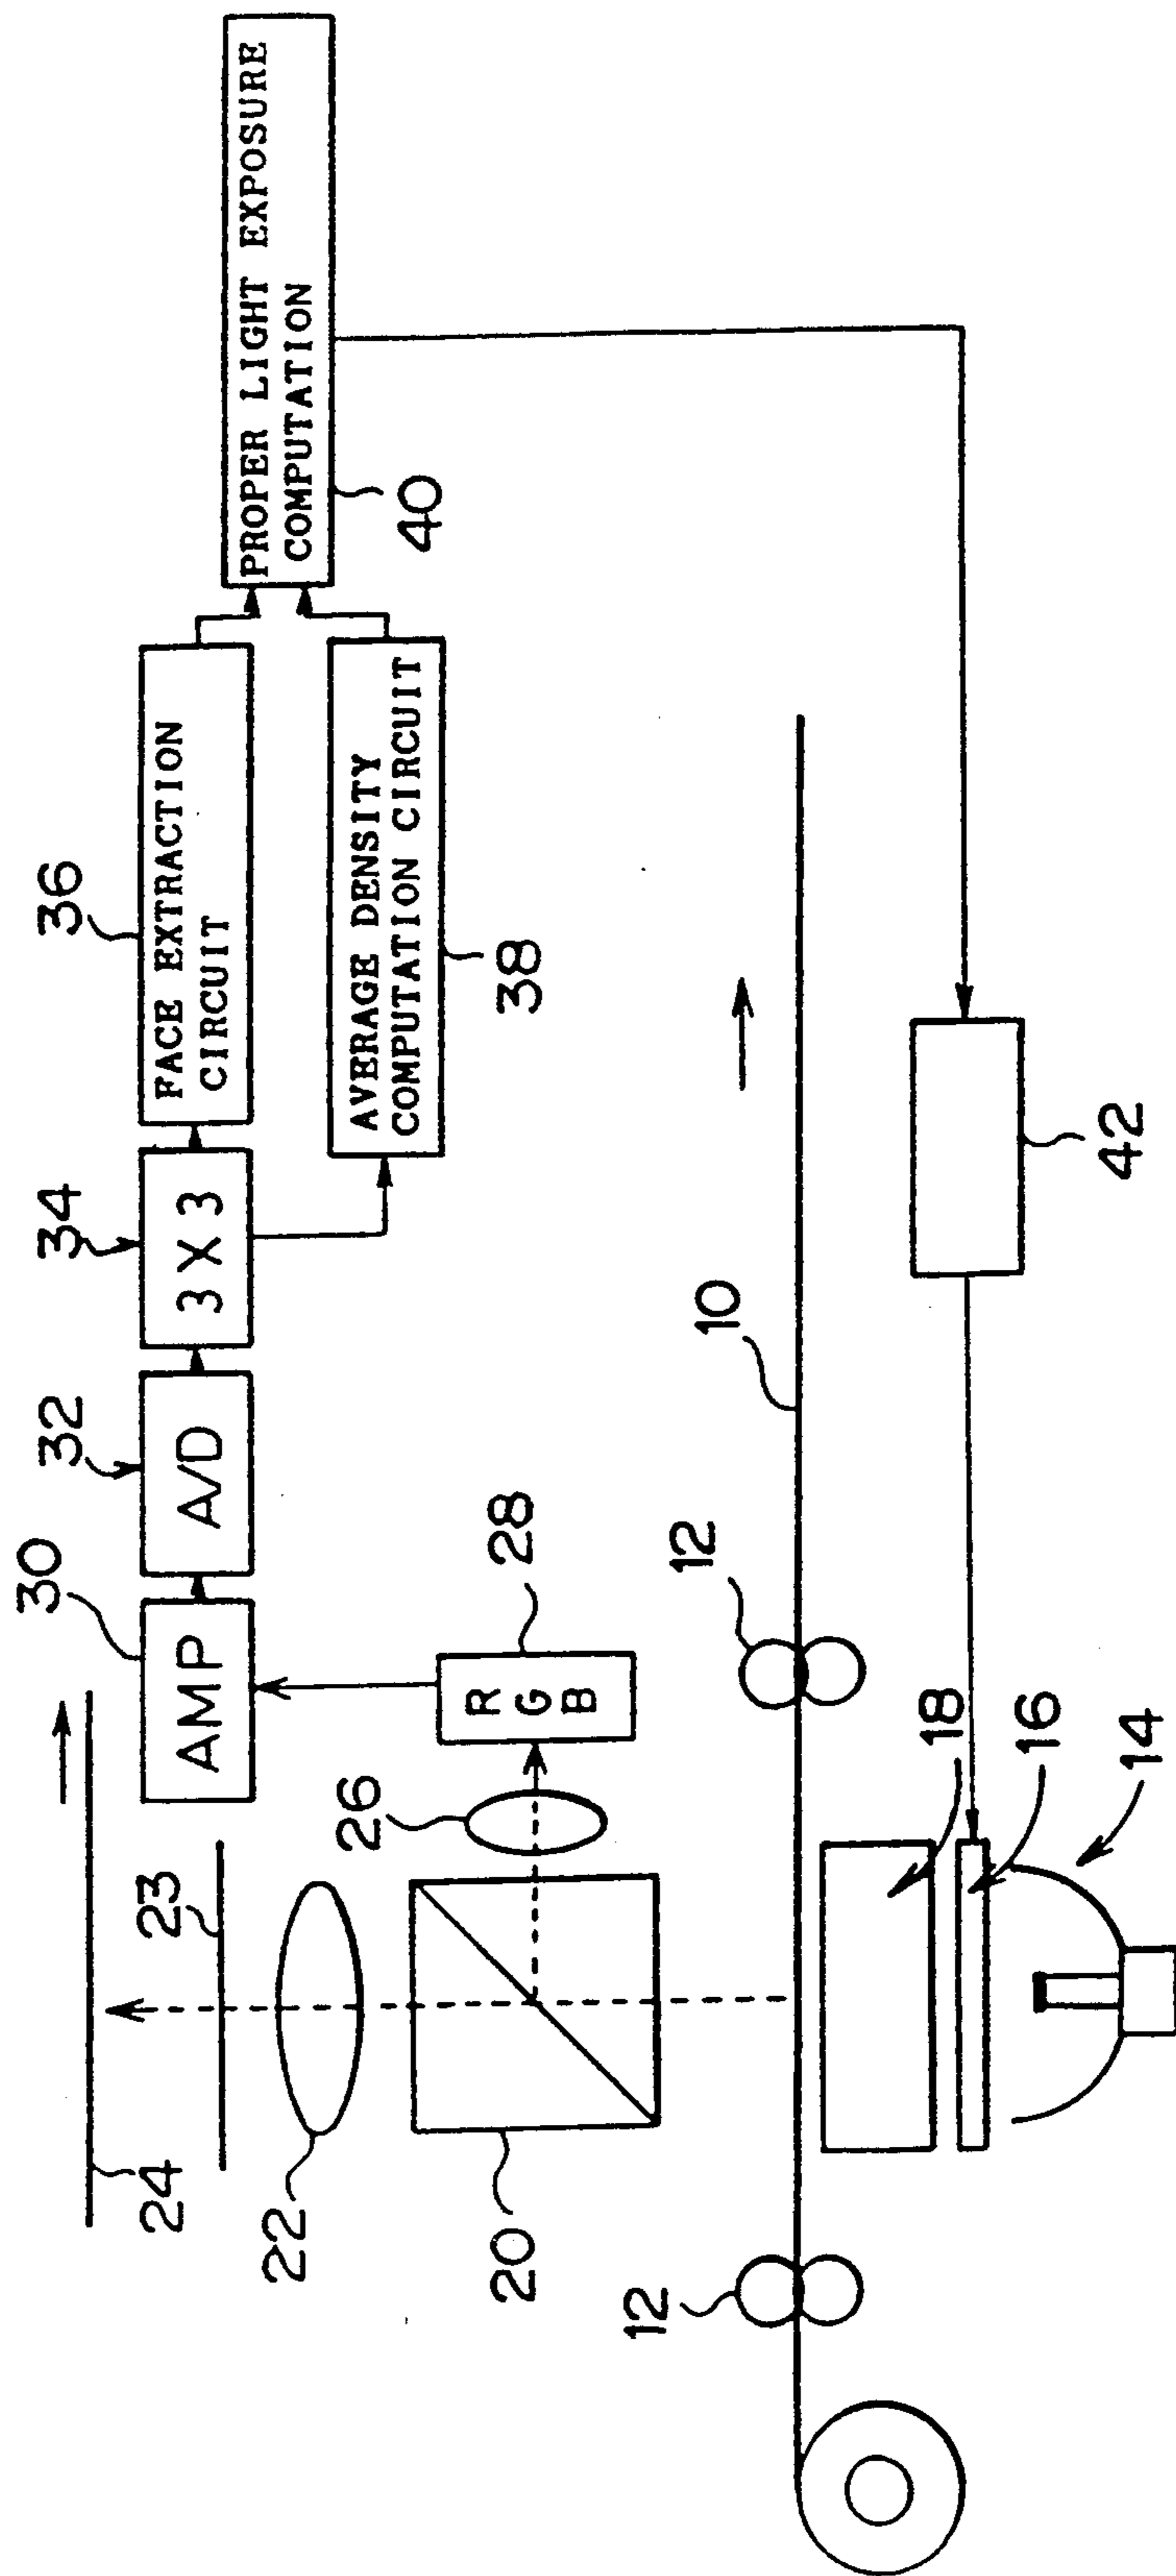 30
32
34
36
AMP
A/D
3 X 3
FACE EXTRACTION
CIRCUIT
PROPER LIGHT EXPOSURE
COMPUTATION
40
AVERAGE DENSITY
COMPUTATION CIRCUIT
38
24
23
22
26
R
G
B
28
20
12
12
10
18
16
14
42